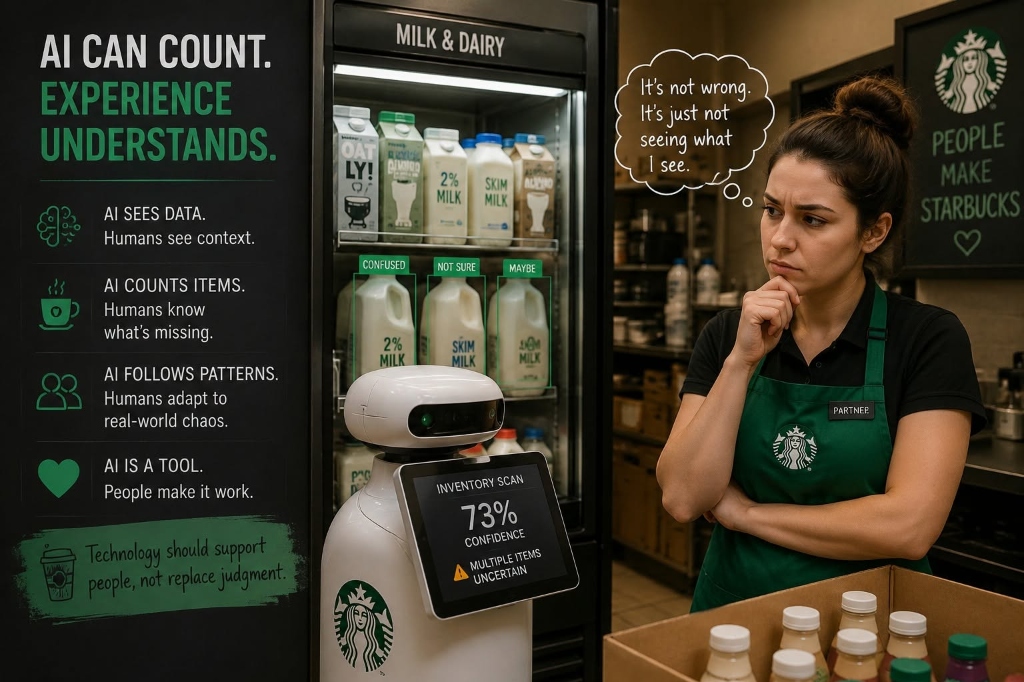 AI CAN COUNT.
EXPERIENCE
UNDERSTANDS.
AI SEES DATA.
Humans see context.
AI COUNTS ITEMS.
Humans know
what's missing.
AI FOLLOWS PATTERNS.
Humans adapt to
real-world chaos.
AI IS A TOOL.
People make it work.
Technology should support
people, not replace judgment.
MILK & DAIRY
OAT
LY!
2%
MILK
SKIM
MILK
CONFUSED
NOT SURE
MAYBE
2%
MILK
SKIM
MILK
MILK
INVENTORY SCAN
73%
CONFIDENCE
MULTIPLE ITEMS
UNCERTAIN
It's not wrong.
It's just not
seeing what
I see.
PEOPLE
MAKE
STARBUCKS
PARTNER